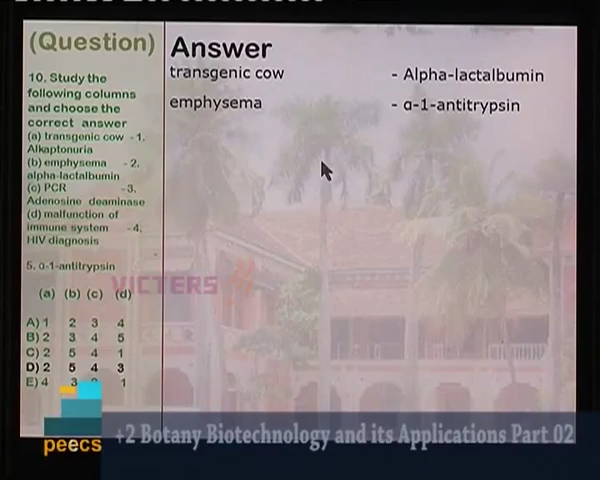 (Question)
10. Study the
following columns
and choose the
correct answer
(a) transgenic cow - 1.
Alkaptonuria
(b) emphysema - 2.
alpha-lactalbumin
(c) PCR -3.
Adenosine deaminase
(d) malfunction of
immune system - 4.
HIV diagnosis
5. α-1-antitrypsin
(a) (b) (c) (d)
A) 1 2 3 4
B) 2 3 4 5
C) 2 5 4 1
D) 2 5 4 3
E) 4 3 1
Answer
transgenic cow - Alpha-lactalbumin
emphysema - α-1-antitrypsin
VICTERS
peecs
+2 Botany Biotechnology and its Applications Part 02